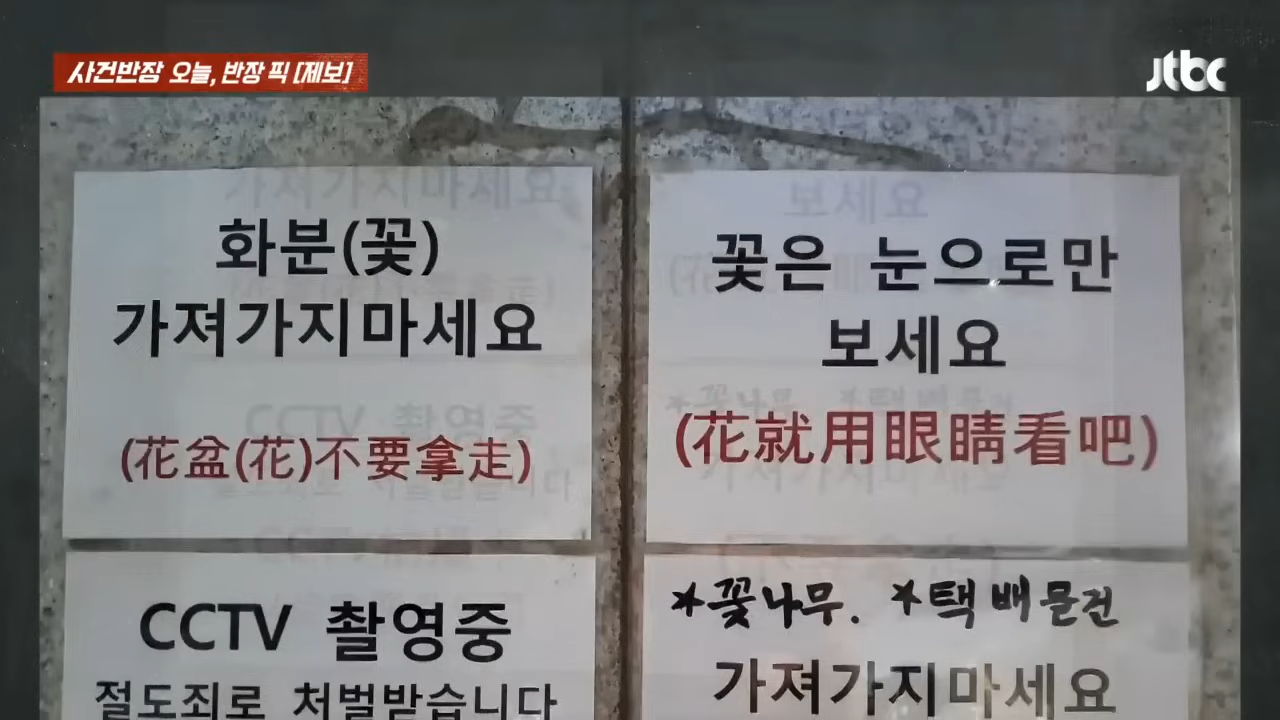 사건반장 오늘, 반장 픽 [제보]
jtbc
화분(꽃)
가져가지마세요
(花盆(花)不要拿走)
꽃은 눈으로만
보세요
(花就用眼睛看吧)
CCTV 촬영중
절도죄로 처벌받습니다
*꽃나무. *택배물건
가져가지마세요